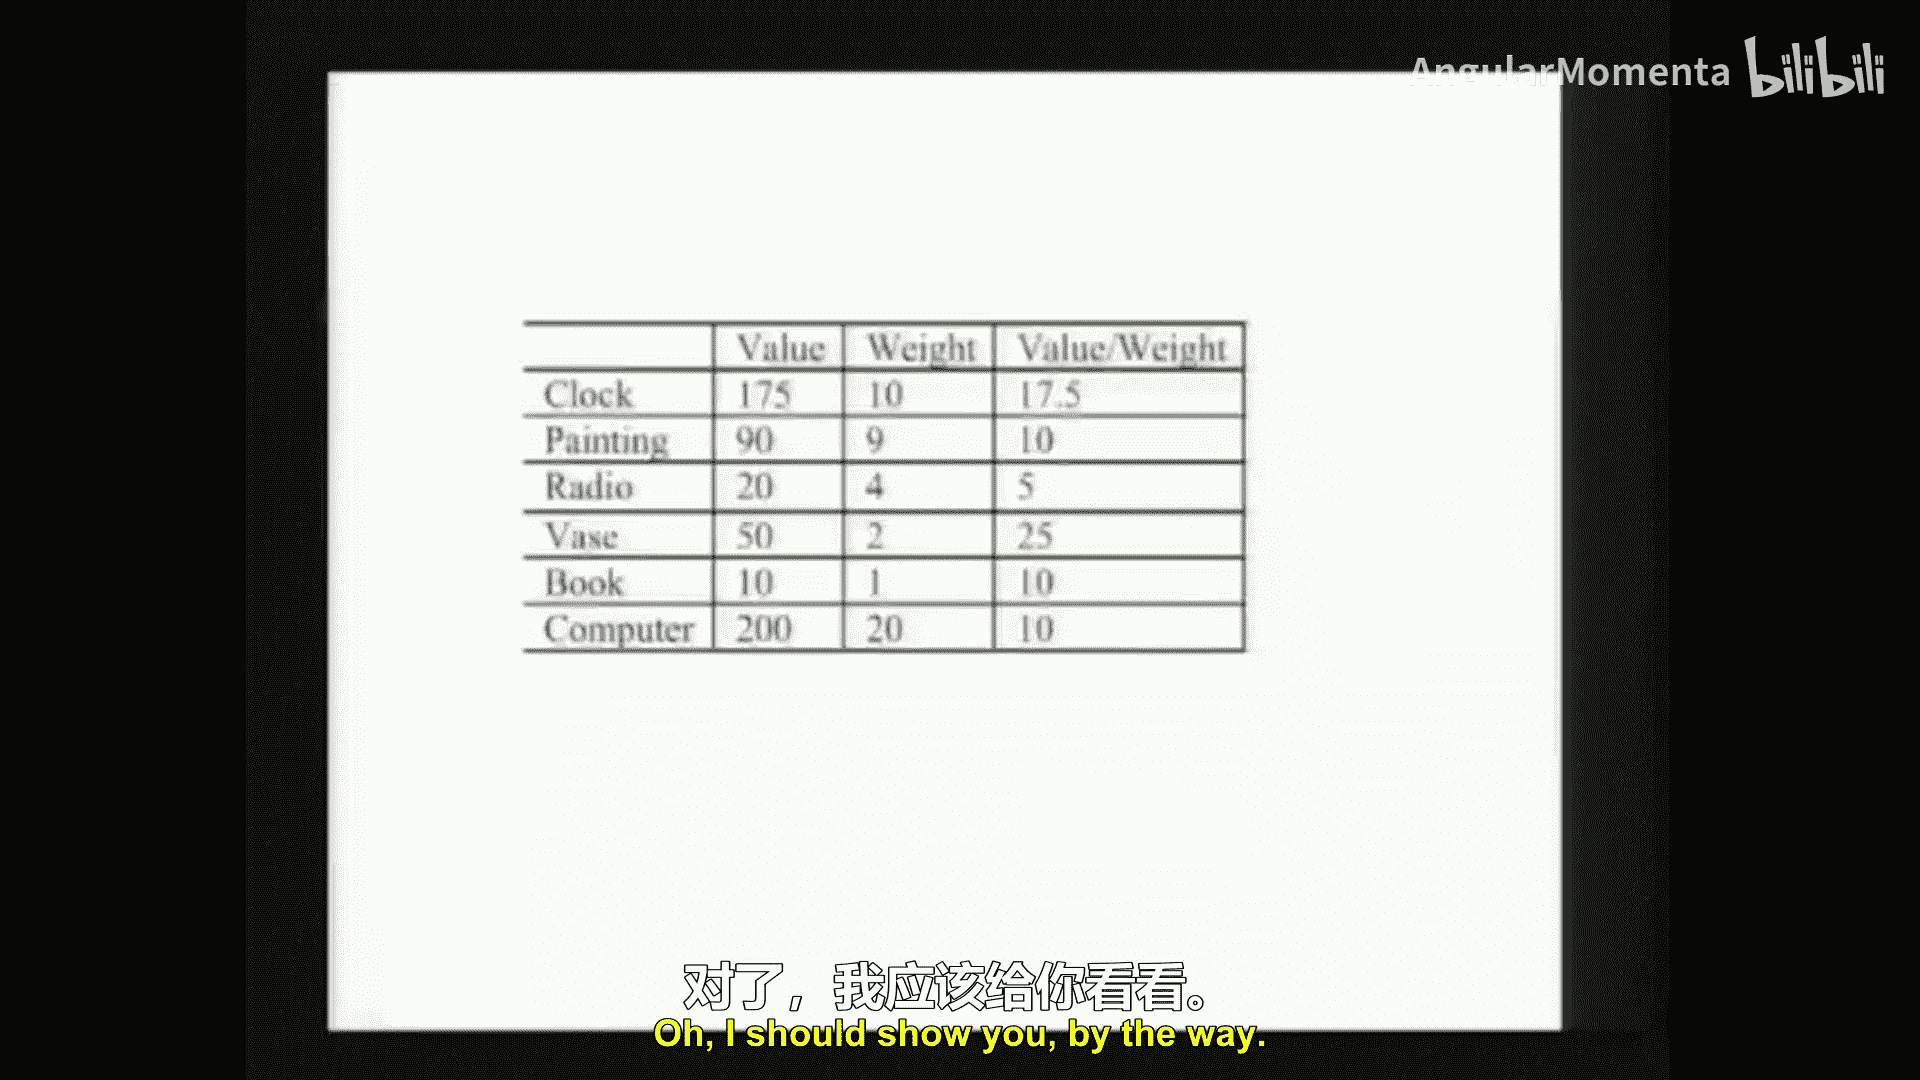 AngularMomenta bilibili
Value Weight Value/Weight
Clock 175 10 17.5
Painting 90 9 10
Radio 20 4 5
Vase 50 2 25
Book 10 1 10
Computer 200 20 10
对了，我应该给你看看。
Oh, I should show you, by the way.